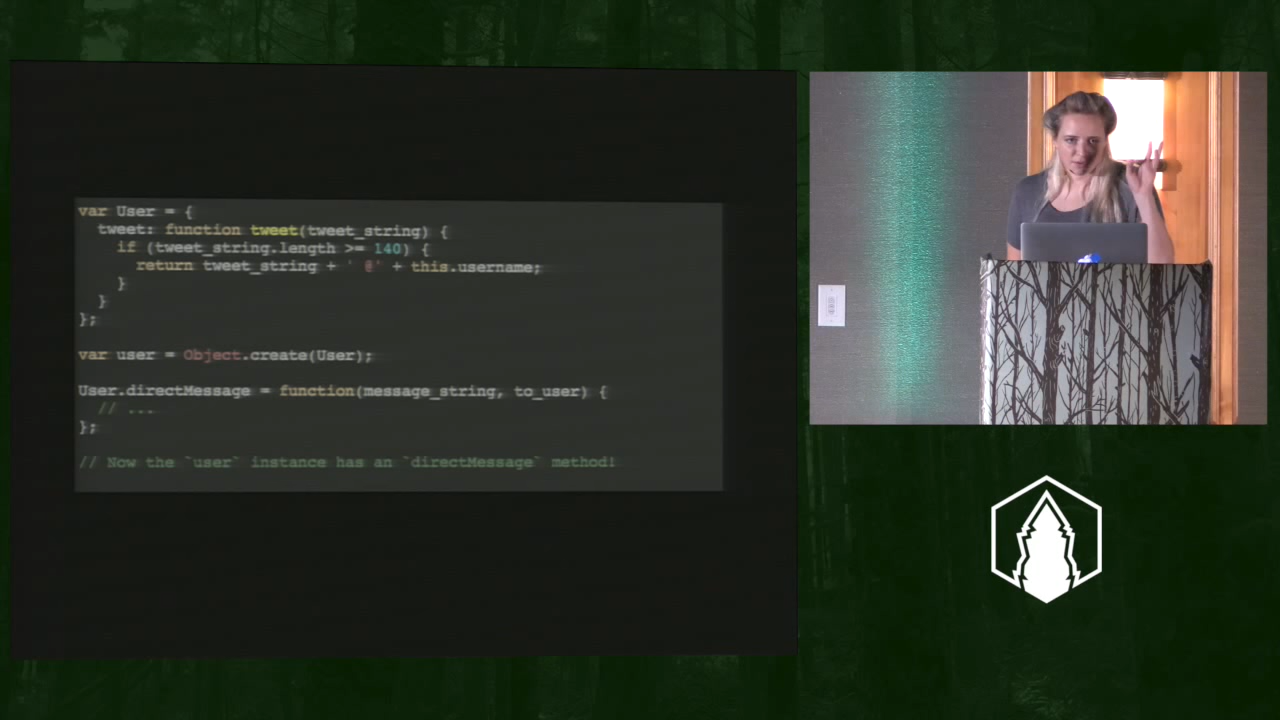 var User = {
tweet: function tweet(tweet_string) {
if (tweet_string.length >= 140) {
return tweet_string + ' @' + this.username;
}
}
};
var user = Object.create(User);
User.directMessage = function(message_string, to_user) {
// ...
};
// Now the `user` instance has an `directMessage` method!